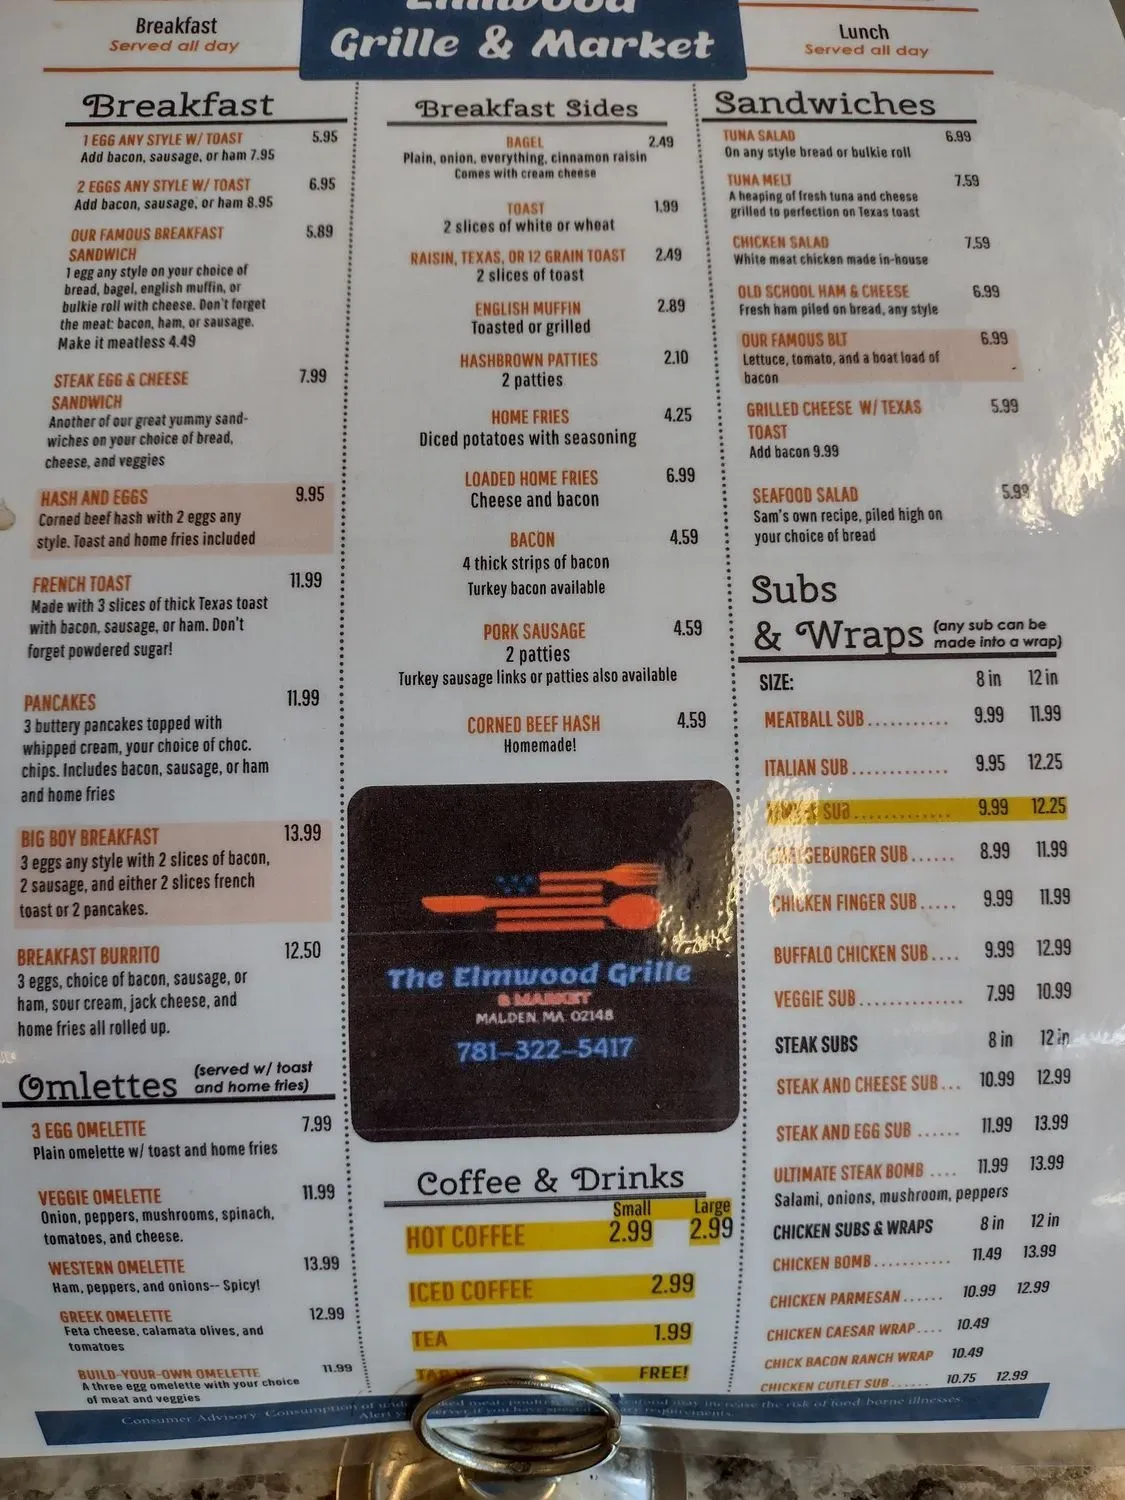 Elmwood
Grille & Market
Breakfast
Served all day
Lunch
Served all day
Breakfast
1 EGG ANY STYLE W/ TOAST 5.95
Add bacon, sausage, or ham 7.95
2 EGGS ANY STYLE W/ TOAST 6.95
Add bacon, sausage, or ham 8.95
OUR FAMOUS BREAKFAST 5.89
SANDWICH
1 egg any style on your choice of
bread, bagel, english muffin, or
bulkie roll with cheese. Don't forget
the meat: bacon, ham, or sausage.
Make it meatless 4.49
STEAK EGG & CHEESE 7.99
SANDWICH
Another of our great yummy sand-
wiches on your choice of bread,
cheese, and veggies
HASH AND EGGS 9.95
Corned beef hash with 2 eggs any
style. Toast and home fries included
FRENCH TOAST 11.99
Made with 3 slices of thick Texas toast
with bacon, sausage, or ham. Don't
forget powdered sugar!
PANCAKES 11.99
3 buttery pancakes topped with
whipped cream, your choice of choc.
chips. Includes bacon, sausage, or ham
and home fries
BIG BOY BREAKFAST 13.99
3 eggs any style with 2 slices of bacon,
2 sausage, and either 2 slices french
toast or 2 pancakes.
BREAKFAST BURRITO 12.50
3 eggs, choice of bacon, sausage, or
ham, sour cream, jack cheese, and
home fries all rolled up.
Omlettes (served w/ toast
and home fries)
3 EGG OMELETTE 7.99
Plain omelette w/ toast and home fries
VEGGIE OMELETTE 11.99
Onion, peppers, mushrooms, spinach,
tomatoes, and cheese.
WESTERN OMELETTE 13.99
Ham, peppers, and onions-- Spicy!
GREEK OMELETTE 12.99
Feta cheese, calamata olives, and
tomatoes
BUILD-YOUR-OWN OMELETTE 11.99
A three egg omelette with your choice
of meat and veggies
Breakfast Sides
BAGEL 2.49
Plain, onion, everything, cinnamon raisin
Comes with cream cheese
TOAST 1.99
2 slices of white or wheat
RAISIN, TEXAS, OR 12 GRAIN TOAST 2.49
2 slices of toast
ENGLISH MUFFIN 2.89
Toasted or grilled
HASHBROWN PATTIES 2.10
2 patties
HOME FRIES 4.25
Diced potatoes with seasoning
LOADED HOME FRIES 6.99
Cheese and bacon
BACON 4.59
4 thick strips of bacon
Turkey bacon available
PORK SAUSAGE 4.59
2 patties
Turkey sausage links or patties also available
CORNED BEEF HASH 4.59
Homemade!
The Elmwood Grille
& MARKET
MALDEN, MA 02148
781-322-5417
Coffee & Drinks
Small Large
HOT COFFEE 2.99 2.99
ICED COFFEE 2.99
TEA 1.99
FREE!
Sandwiches
TUNA SALAD 6.99
On any style bread or bulkie roll
TUNA MELT 7.59
A heaping of fresh tuna and cheese
grilled to perfection on Texas toast
CHICKEN SALAD 7.59
White meat chicken made in-house
OLD SCHOOL HAM & CHEESE 6.99
Fresh ham piled on bread, any style
OUR FAMOUS BLT 6.99
Lettuce, tomato, and a boat load of
bacon
GRILLED CHEESE W/ TEXAS 5.99
TOAST
Add bacon 9.99
SEAFOOD SALAD 5.99
Sam's own recipe, piled high on
your choice of bread
Subs
& Wraps (any sub can be
made into a wrap)
SIZE: 8 in 12 in
MEATBALL SUB........... 9.99 11.99
ITALIAN SUB............. 9.95 12.25
SUB.............. 9.99 12.25
CHEESEBURGER SUB...... 8.99 11.99
CHICKEN FINGER SUB..... 9.99 11.99
BUFFALO CHICKEN SUB.... 9.99 12.99
VEGGIE SUB.............. 7.99 10.99
STEAK SUBS 8 in 12 in
STEAK AND CHEESE SUB... 10.99 12.99
STEAK AND EGG SUB ...... 11.99 13.99
ULTIMATE STEAK BOMB .... 11.99 13.99
Salami, onions, mushroom, peppers
CHICKEN SUBS & WRAPS 8 in 12 in
CHICKEN BOMB........... 11.49 13.99
CHICKEN PARMESAN...... 10.99 12.99
CHICKEN CAESAR WRAP.... 10.49
CHICK BACON RANCH WRAP 10.49
CHICKEN CUTLET SUB...... 10.75 12.99
Consumer Advisory: Consumption of meat, may increase the risk of food borne illnesses.
Alert your server if you have requirements.